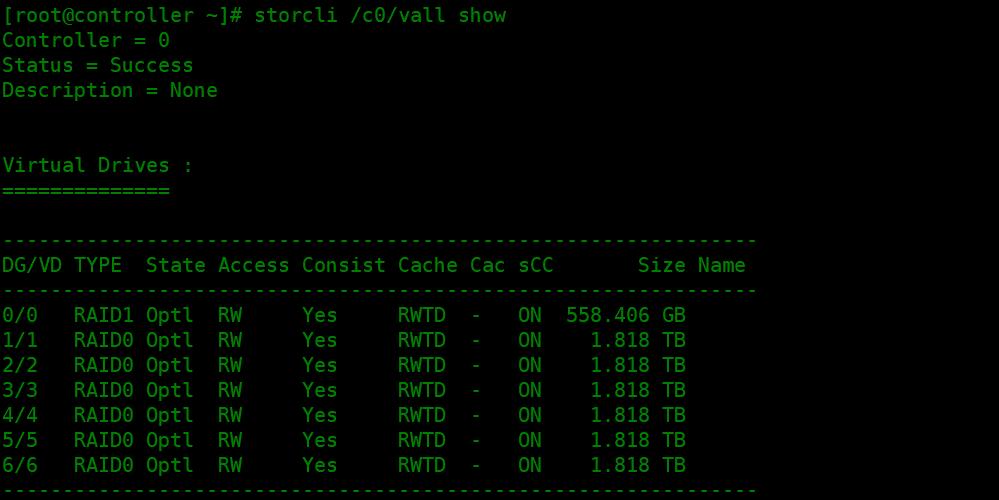 [root@controller ~]# storcli /c0/vall show
Controller = 0
Status = Success
Description = None
Virtual Drives :
==============
---------------------------------------------------------------
DG/VD TYPE  State Access Consist Cache Cac sCC       Size Name
---------------------------------------------------------------
0/0   RAID1 Optl  RW     Yes     RWTD  -   ON  558.406 GB
1/1   RAID0 Optl  RW     Yes     RWTD  -   ON    1.818 TB
2/2   RAID0 Optl  RW     Yes     RWTD  -   ON    1.818 TB
3/3   RAID0 Optl  RW     Yes     RWTD  -   ON    1.818 TB
4/4   RAID0 Optl  RW     Yes     RWTD  -   ON    1.818 TB
5/5   RAID0 Optl  RW     Yes     RWTD  -   ON    1.818 TB
6/6   RAID0 Optl  RW     Yes     RWTD  -   ON    1.818 TB
---------------------------------------------------------------